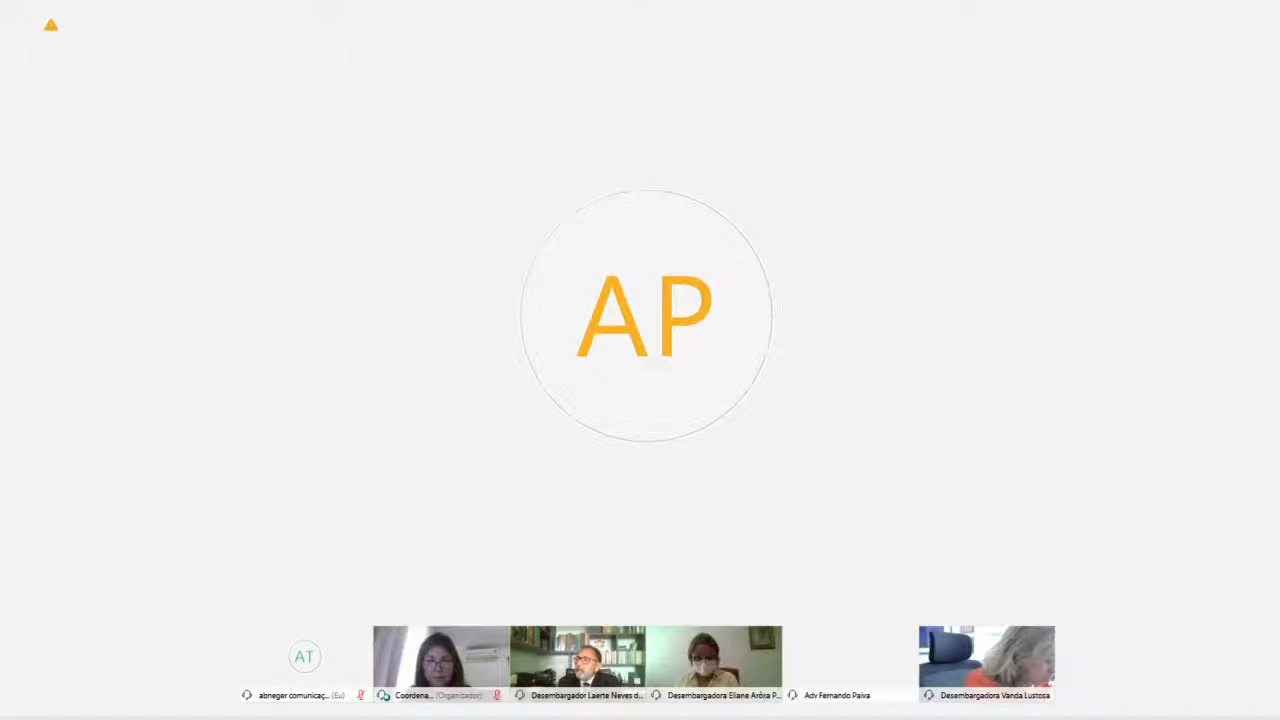 AP
AT
abneger comunicaç... (Eu)
Coordena... (Organizador)
Desembargador Laerte Neves d...
Desembargadora Eliane Arôxa P...
Adv Fernando Paiva
Desembargadora Vanda Lustosa